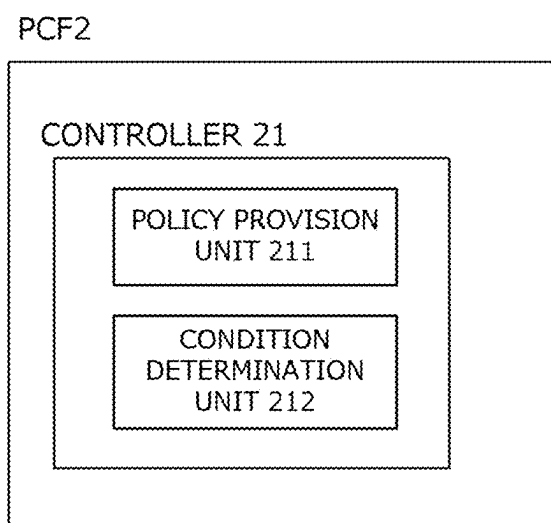 PCF2
CONTROLLER 21
POLICY PROVISION
UNIT 211
CONDITION
DETERMINATION
UNIT 212